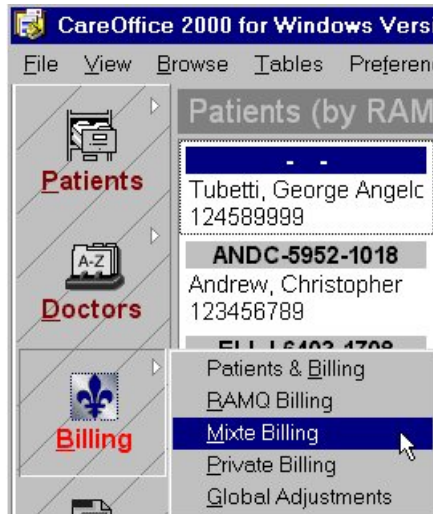 CareOffice 2000 for Windows Versi
File View Browse Tables Preferen
Patients (by RAM
Patients
- -
Tubetti, George Angelc
124589999
A-Z
Doctors
ANDC-5952-1018
Andrew, Christopher
123456789
Billing
Patients & Billing
RAMQ Billing
Mixte Billing
Private Billing
Global Adjustments